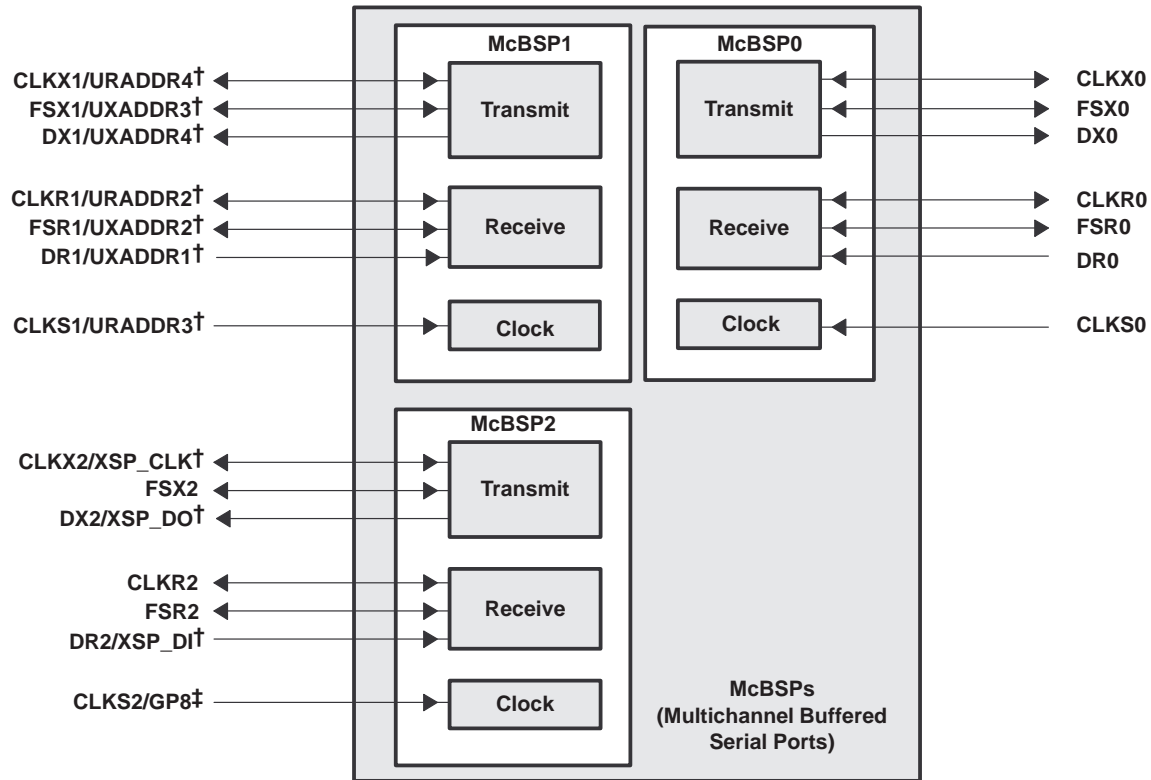 McBSP1
McBSP0
CLKX1/URADDR4†
FSX1/UXADDR3†
DX1/UXADDR4†
Transmit
Transmit
CLKX0
FSX0
DX0
CLKR1/URADDR2†
FSR1/UXADDR2†
DR1/UXADDR1†
Receive
Receive
CLKR0
FSR0
DR0
CLKS1/URADDR3†
Clock
Clock
CLKS0
McBSP2
CLKX2/XSP_CLK†
FSX2
DX2/XSP_DO†
Transmit
CLKR2
FSR2
DR2/XSP_DI†
Receive
CLKS2/GP8‡
Clock
McBSPs
(Multichannel Buffered
Serial Ports)